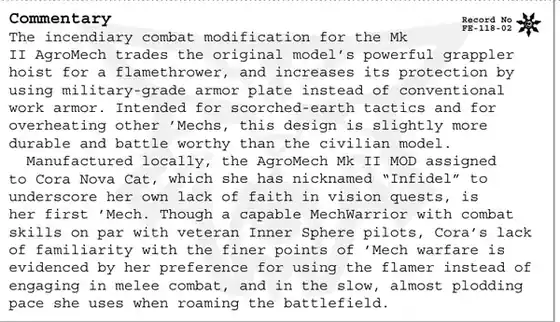 Commentary
Record No
FE-118-02
The incendiary combat modification for the Mk
II AgroMech trades the original model's powerful grappler
hoist for a flamethrower, and increases its protection by
using military-grade armor plate instead of conventional
work armor. Intended for scorched-earth tactics and for
overheating other 'Mechs, this design is slightly more
durable and battle worthy than the civilian model.
Manufactured locally, the AgroMech Mk II MOD assigned
to Cora Nova Cat, which she has nicknamed “Infidel” to
underscore her own lack of faith in vision quests, is
her first 'Mech. Though a capable MechWarrior with combat
skills on par with veteran Inner Sphere pilots, Cora's lack
of familiarity with the finer points of 'Mech warfare is
evidenced by her preference for using the flamer instead of
engaging in melee combat, and in the slow, almost plodding
pace she uses when roaming the battlefield.